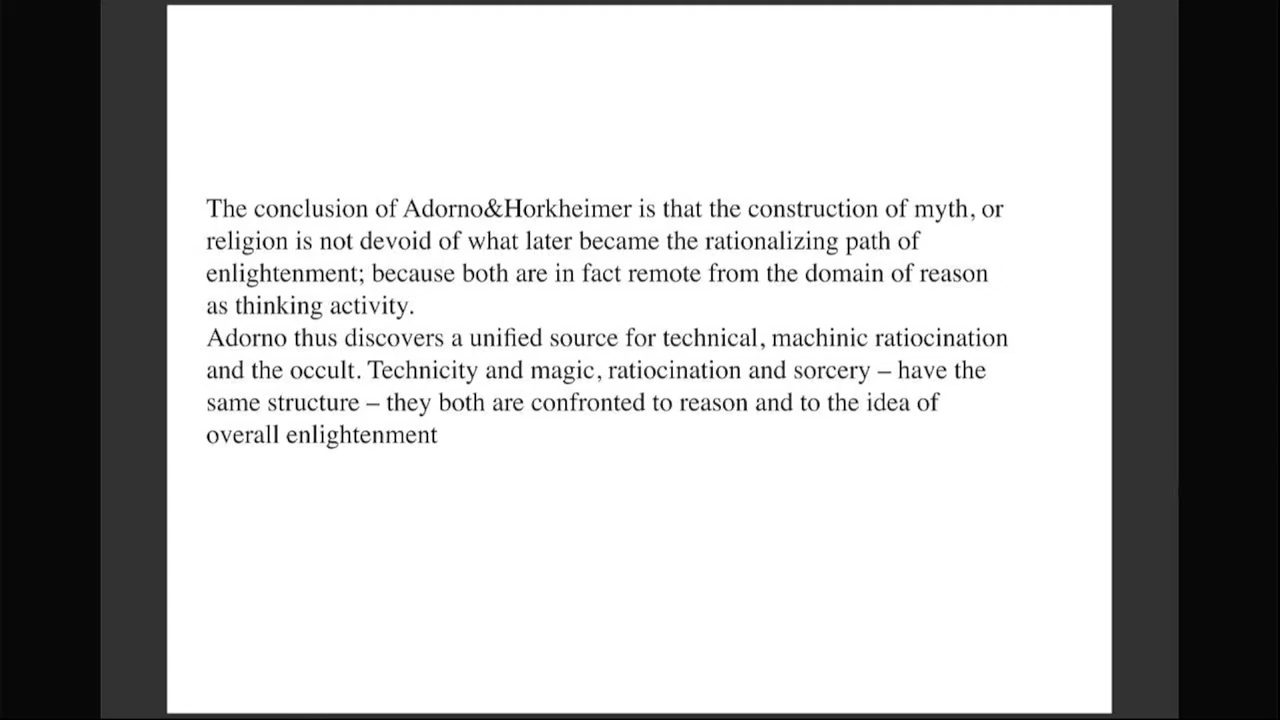 The conclusion of Adorno&Horkheimer is that the construction of myth, or
religion is not devoid of what later became the rationalizing path of
enlightenment; because both are in fact remote from the domain of reason
as thinking activity.
Adorno thus discovers a unified source for technical, machinic ratiocination
and the occult. Technicity and magic, ratiocination and sorcery – have the
same structure – they both are confronted to reason and to the idea of
overall enlightenment